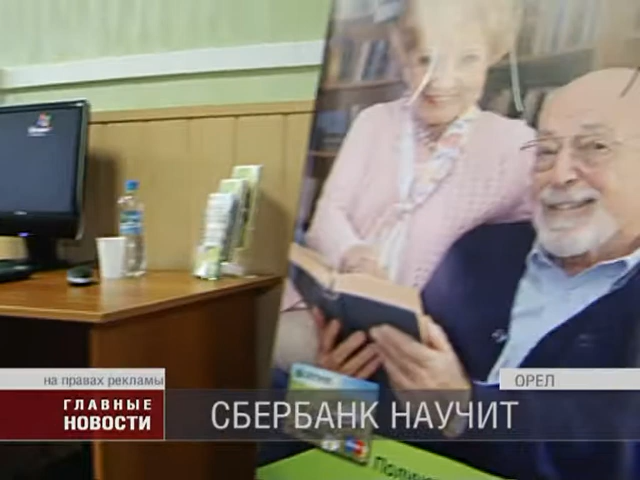 на правах рекламы
ОРЕЛ
ГЛАВНЫЕ
НОВОСТИ
СБЕРБАНК НАУЧИТ